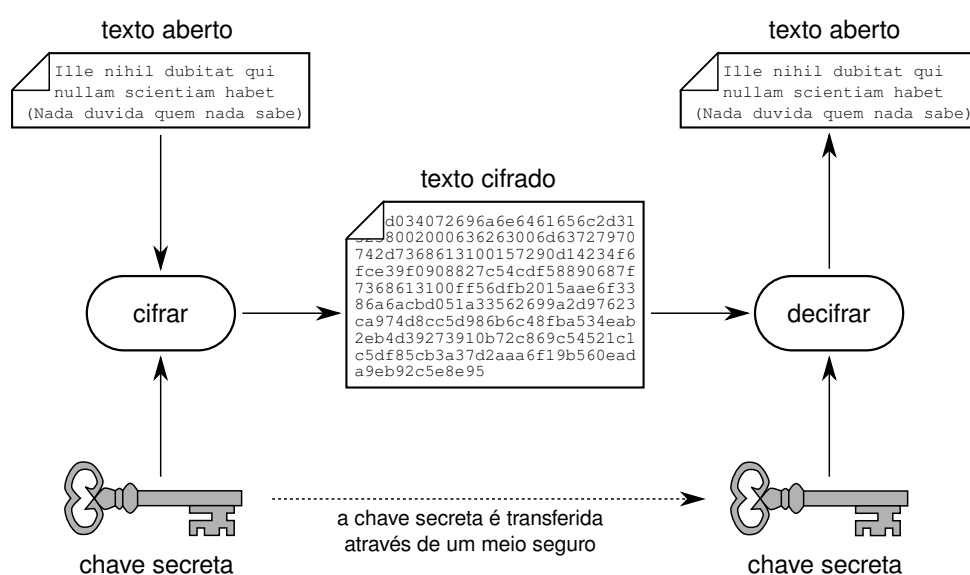 texto aberto
Ille nihil dubitat qui
nullam scientiam habet
(Nada duvida quem nada sabe)
texto aberto
Ille nihil dubitat qui
nullam scientiam habet
(Nada duvida quem nada sabe)
texto cifrado
d034072696a6e6461656c2d31
8002000636263006d63727970
742d7368613100157290d14234f6
fce39f0908827c54cdf58890687f
7368613100ff56dfb2015aae6f33
86a6acbd051a33562699a2d97623
ca974d8cc5d986b6c48fba534eab
2eb4d39273910b72c869c54521c1
c5df85cb3a37d2aaa6f19b560ead
a9eb92c5e8e95
cifrar
decifrar
a chave secreta é transferida
através de um meio seguro
chave secreta
chave secreta